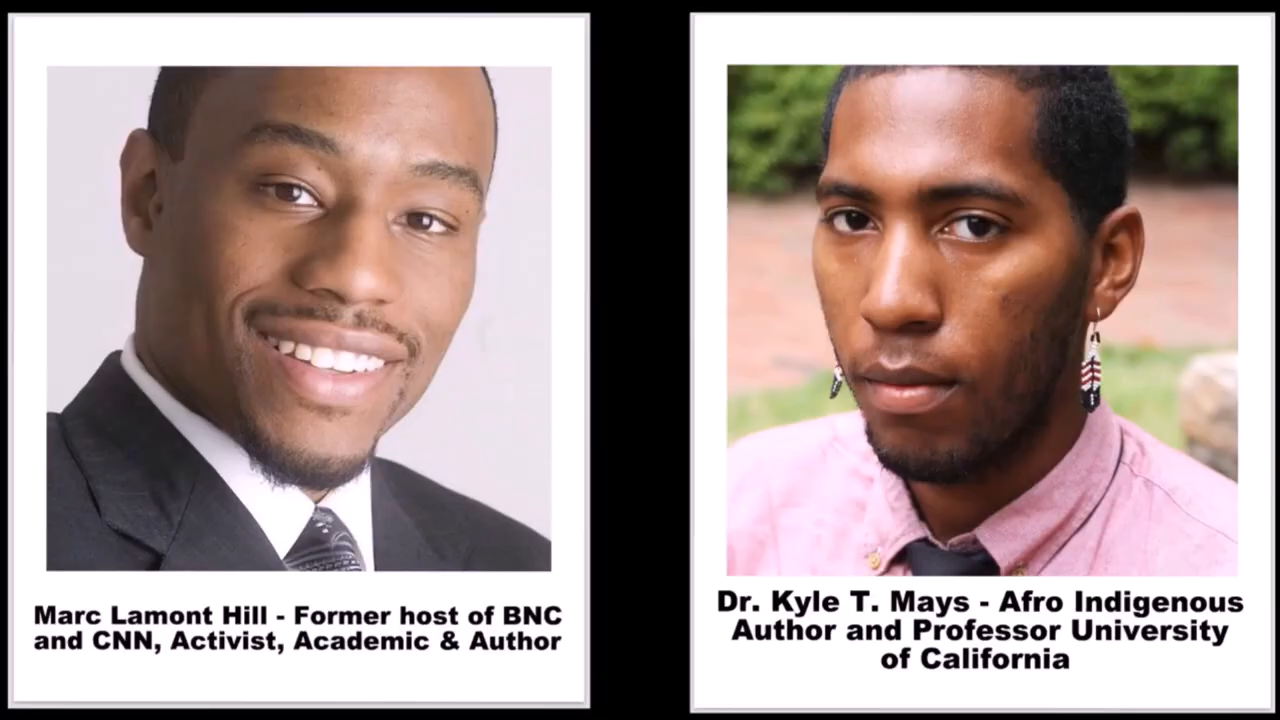 Marc Lamont Hill - Former host of BNC
and CNN, Activist, Academic & Author
Dr. Kyle T. Mays - Afro Indigenous
Author and Professor University
of California